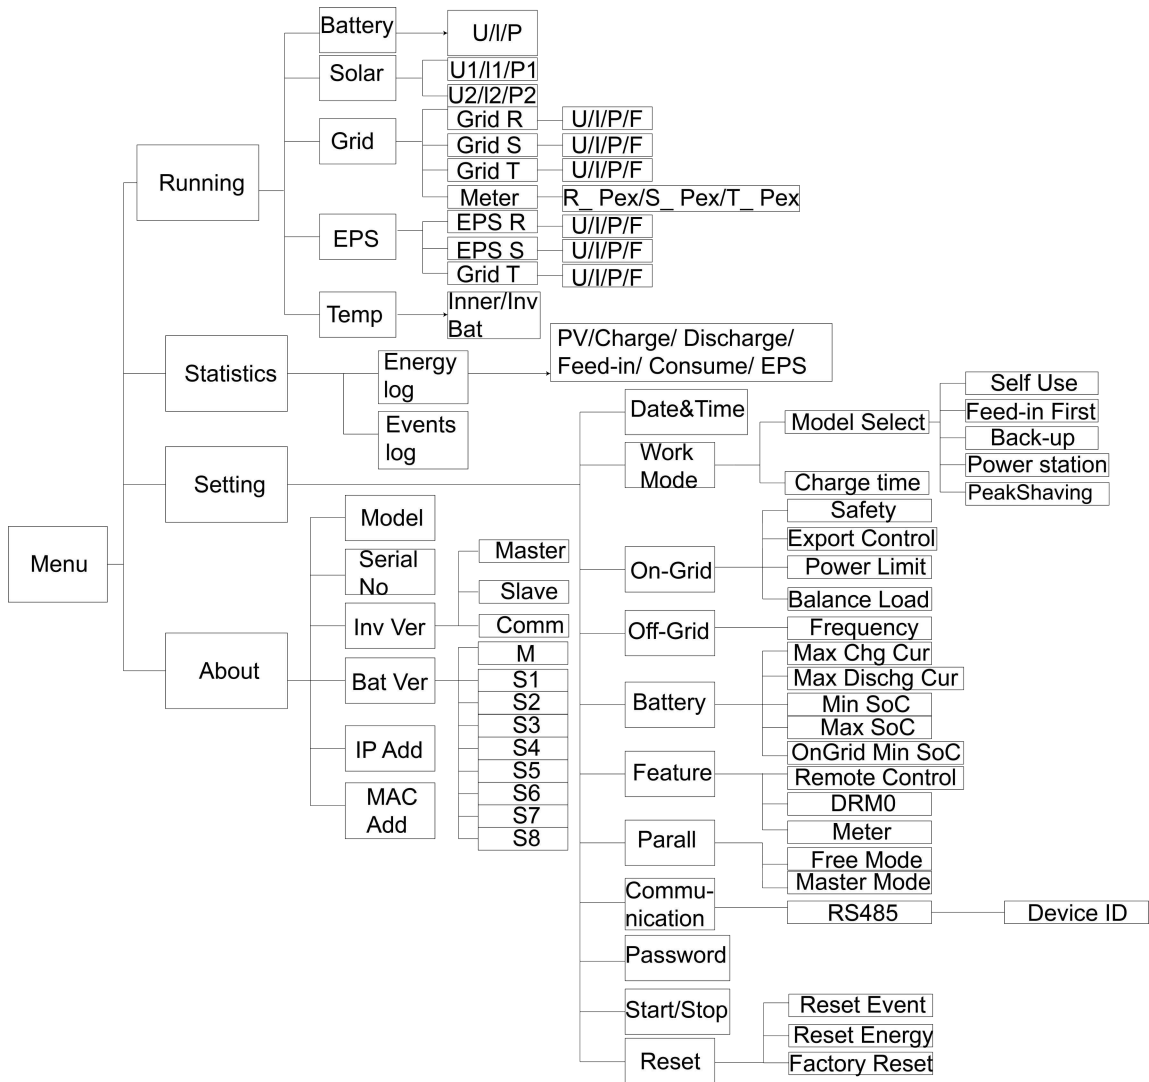 Menu
Running
Battery
U/I/P
Solar
U1/I1/P1
U2/I2/P2
Grid
Grid R
U/I/P/F
Grid S
U/I/P/F
Grid T
U/I/P/F
Meter
R_ Pex/S_ Pex/T_ Pex
EPS
EPS R
U/I/P/F
EPS S
U/I/P/F
Grid T
U/I/P/F
Temp
Inner/Inv
Bat
Statistics
Energy
log
PV/Charge/ Discharge/
Feed-in/ Consume/ EPS
Events
log
Setting
Date&Time
Work
Mode
Model Select
Self Use
Feed-in First
Back-up
Power station
PeakShaving
Charge time
On-Grid
Safety
Export Control
Power Limit
Balance Load
Off-Grid
Frequency
Battery
Max Chg Cur
Max Dischg Cur
Min SoC
Max SoC
OnGrid Min SoC
Feature
Remote Control
DRM0
Meter
Parall
Free Mode
Master Mode
Commu-
nication
RS485
Device ID
Password
Start/Stop
Reset
Reset Event
Reset Energy
Factory Reset
About
Model
Serial
No
Inv Ver
Master
Slave
Comm
Bat Ver
M
S1
S2
S3
S4
S5
S6
S7
S8
IP Add
MAC
Add